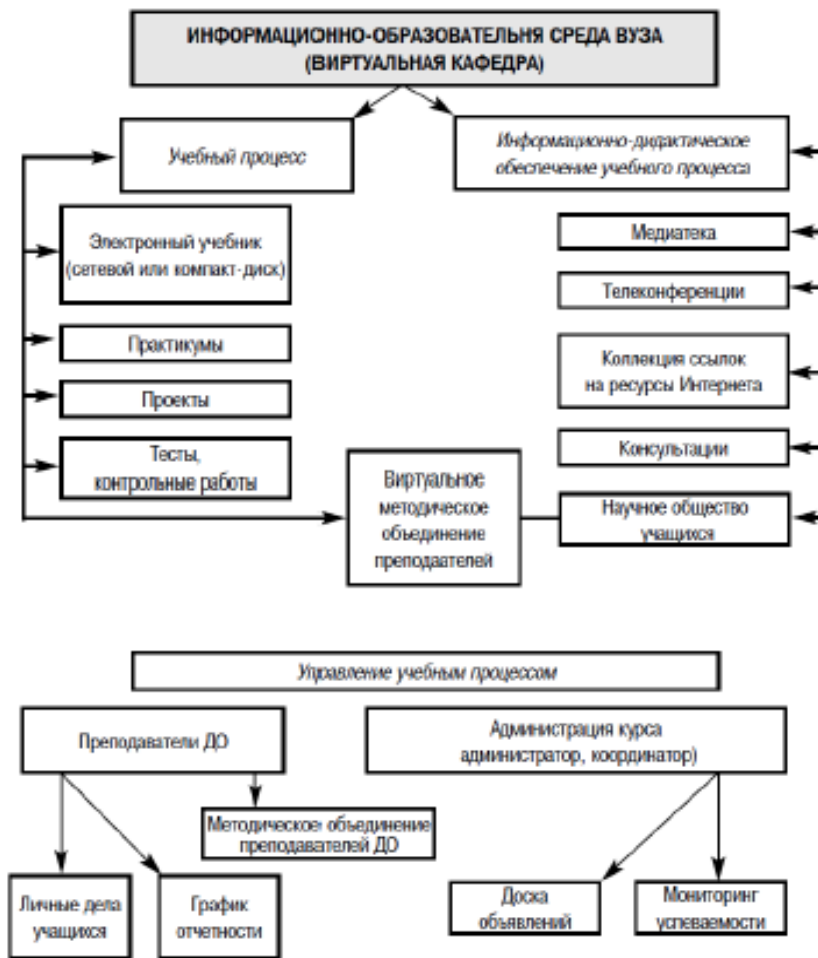 ИНФОРМАЦИОННО-ОБРАЗОВАТЕЛЬНЯ СРЕДА ВУЗА
(ВИРТУАЛЬНАЯ КАФЕДРА)
Учебный процесс
Информационно-дидактическое
обеспечение учебного процесса
Электронный учебник
(сетевой или компакт-диск)
Практикумы
Проекты
Тесты,
контрольные работы
Медиатека
Телеконференции
Коллекция ссылок
на ресурсы Интернета
Консультации
Научное общество
учащихся
Виртуальное
методическое
объединение
преподаателей
Управление учебным процессом
Преподаватели ДО
Администрация курса
администратор, координатор)
Методическое объединение
преподавателей ДО
Личные дела
учащихся
График
отчетности
Доска
объявлений
Мониторинг
успеваемости